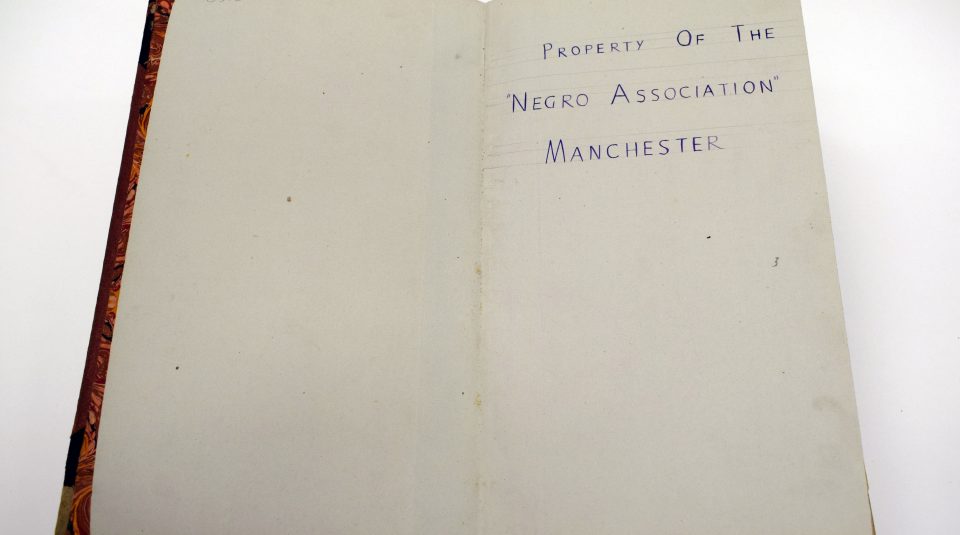 PROPERTY OF THE
"NEGRO ASSOCIATION"
MANCHESTER
3